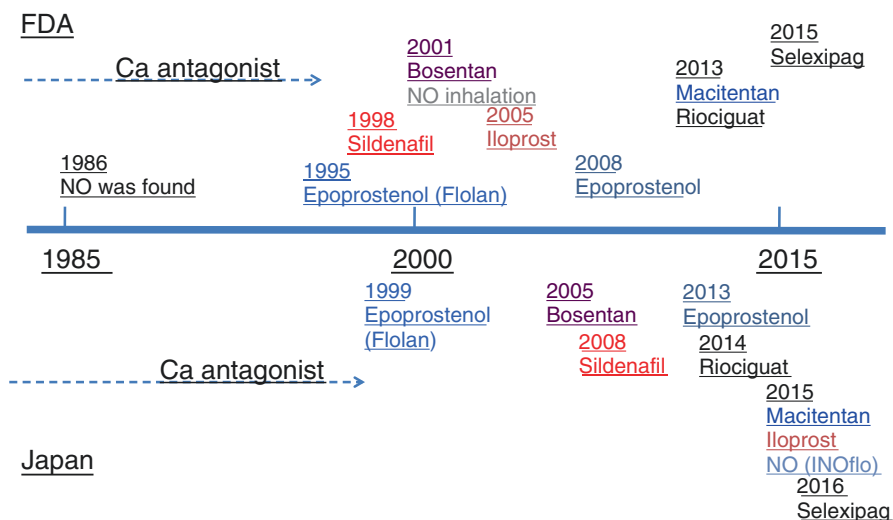 FDA
Ca antagonist
1986
NO was found
1995
Epoprostenol (Flolan)
1998
Sildenafil
2001
Bosentan
NO inhalation
2005
Iloprost
2008
Epoprostenol
2013
Macitentan
Riociguat
2015
Selexipag
1985
2000
2015
1999
Epoprostenol
(Flolan)
2005
Bosentan
2008
Sildenafil
2013
Epoprostenol
2014
Riociguat
2015
Macitentan
Iloprost
NO (INOflo)
2016
Selexipag
Ca antagonist
Japan